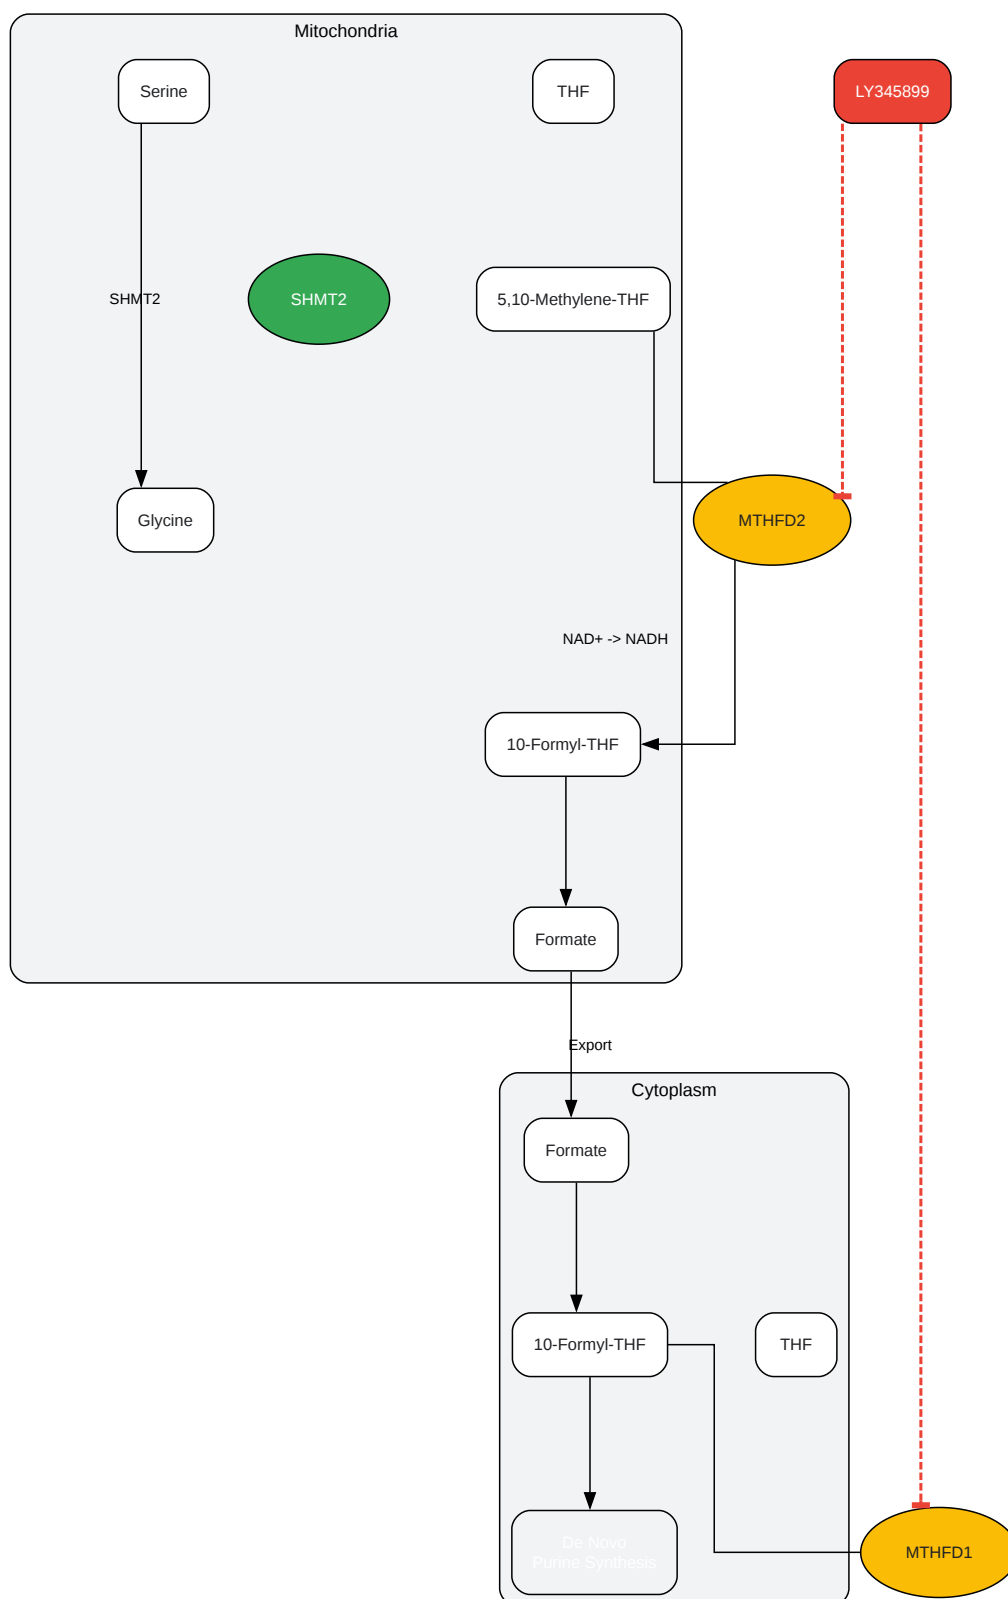 Mitochondria
Serine
THF
LY345899
SHMT2
SHMT2
5,10-Methylene-THF
Glycine
MTHFD2
NAD+ -> NADH
10-Formyl-THF
Formate
Export
Cytoplasm
Formate
10-Formyl-THF
THF
De Novo
Purine Synthesis
MTHFD1